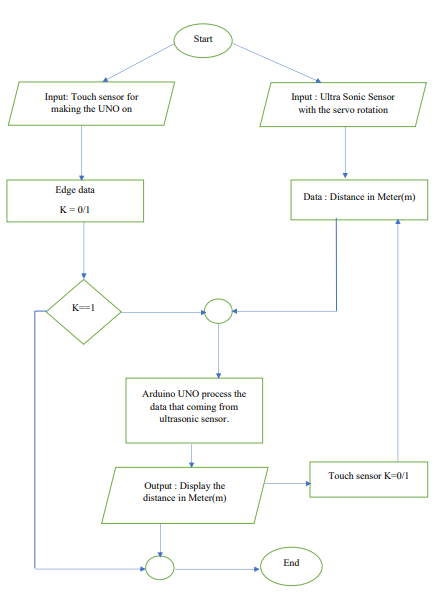 Start
Input: Touch sensor for
making the UNO on
Input : Ultra Sonic Sensor
with the servo rotation
Edge data
K = 0/1
Data : Distance in Meter(m)
K==1
Arduino UNO process the
data that coming from
ultrasonic sensor.
Output : Display the
distance in Meter(m)
Touch sensor K=0/1
End